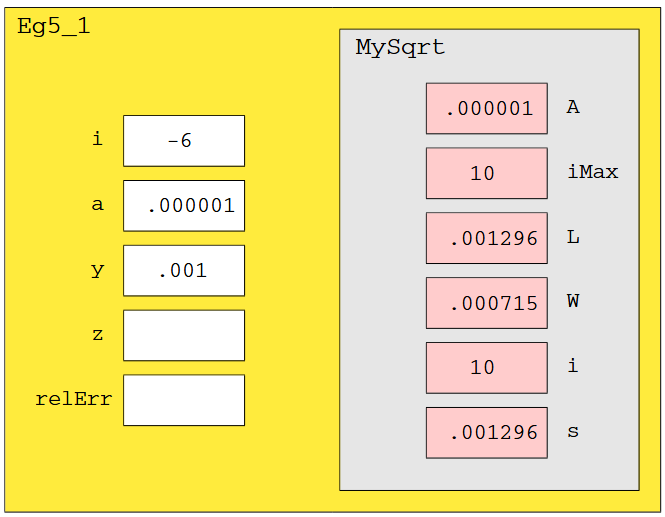 Eg5_1
i -6
a .000001
y .001
z
relErr
MySqrt
.000001 A
10 iMax
.001296 L
.000715 W
10 i
.001296 s